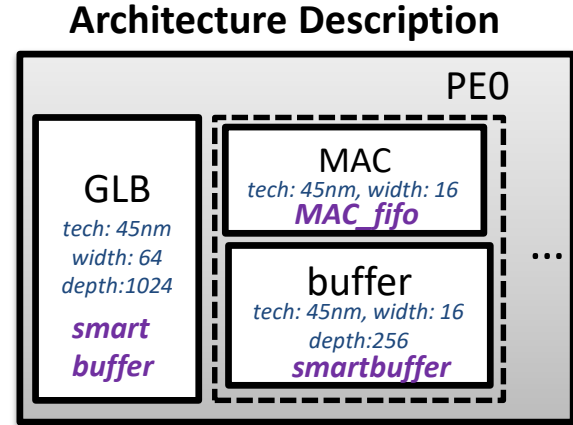 Architecture Description
PE0
GLB
tech: 45nm
width: 64
depth:1024
smart
buffer
MAC
tech: 45nm, width: 16
MAC_fifo
buffer
tech: 45nm, width: 16
depth:256
smartbuffer
...